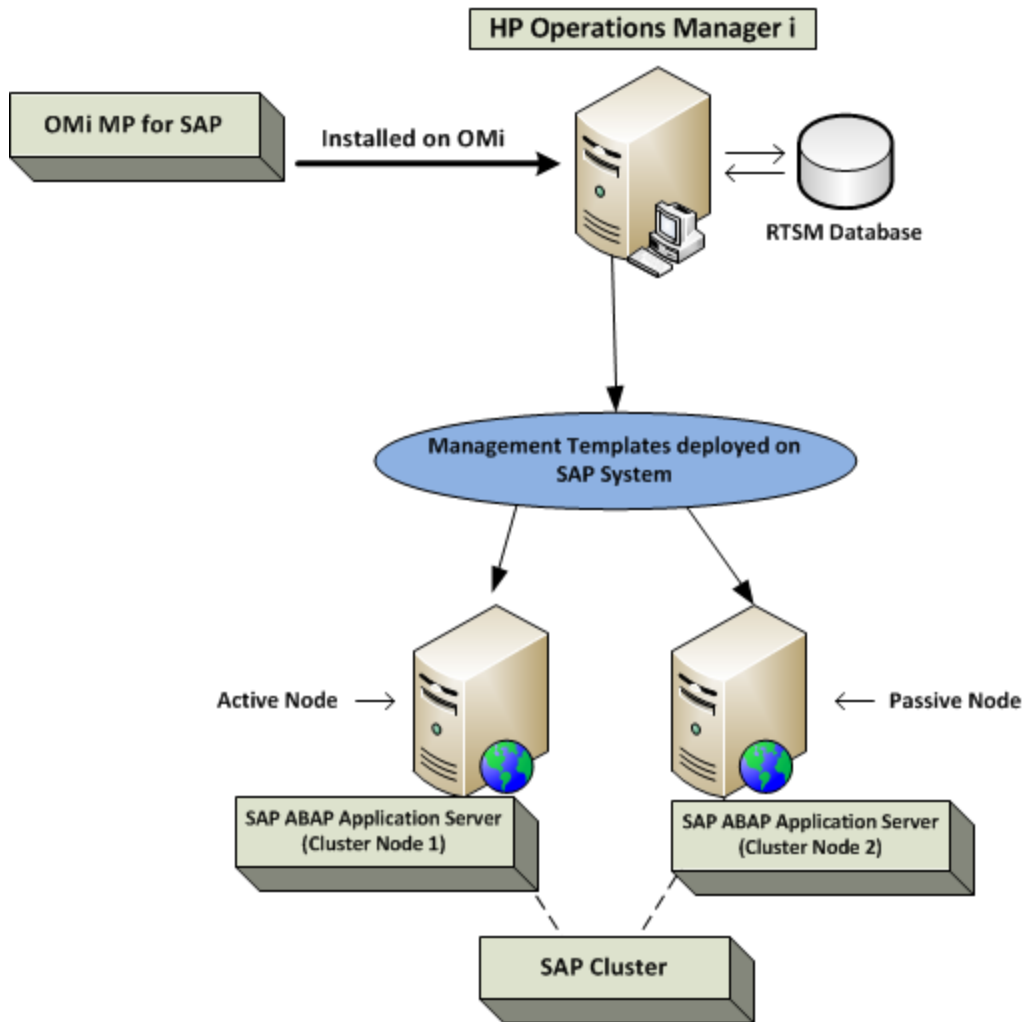 HP Operations Manager i
OMi MP for SAP
Installed on OMi
RTSM Database
Management Templates deployed on
SAP System
Active Node
Passive Node
SAP ABAP Application Server
(Cluster Node 1)
SAP ABAP Application Server
(Cluster Node 2)
SAP Cluster